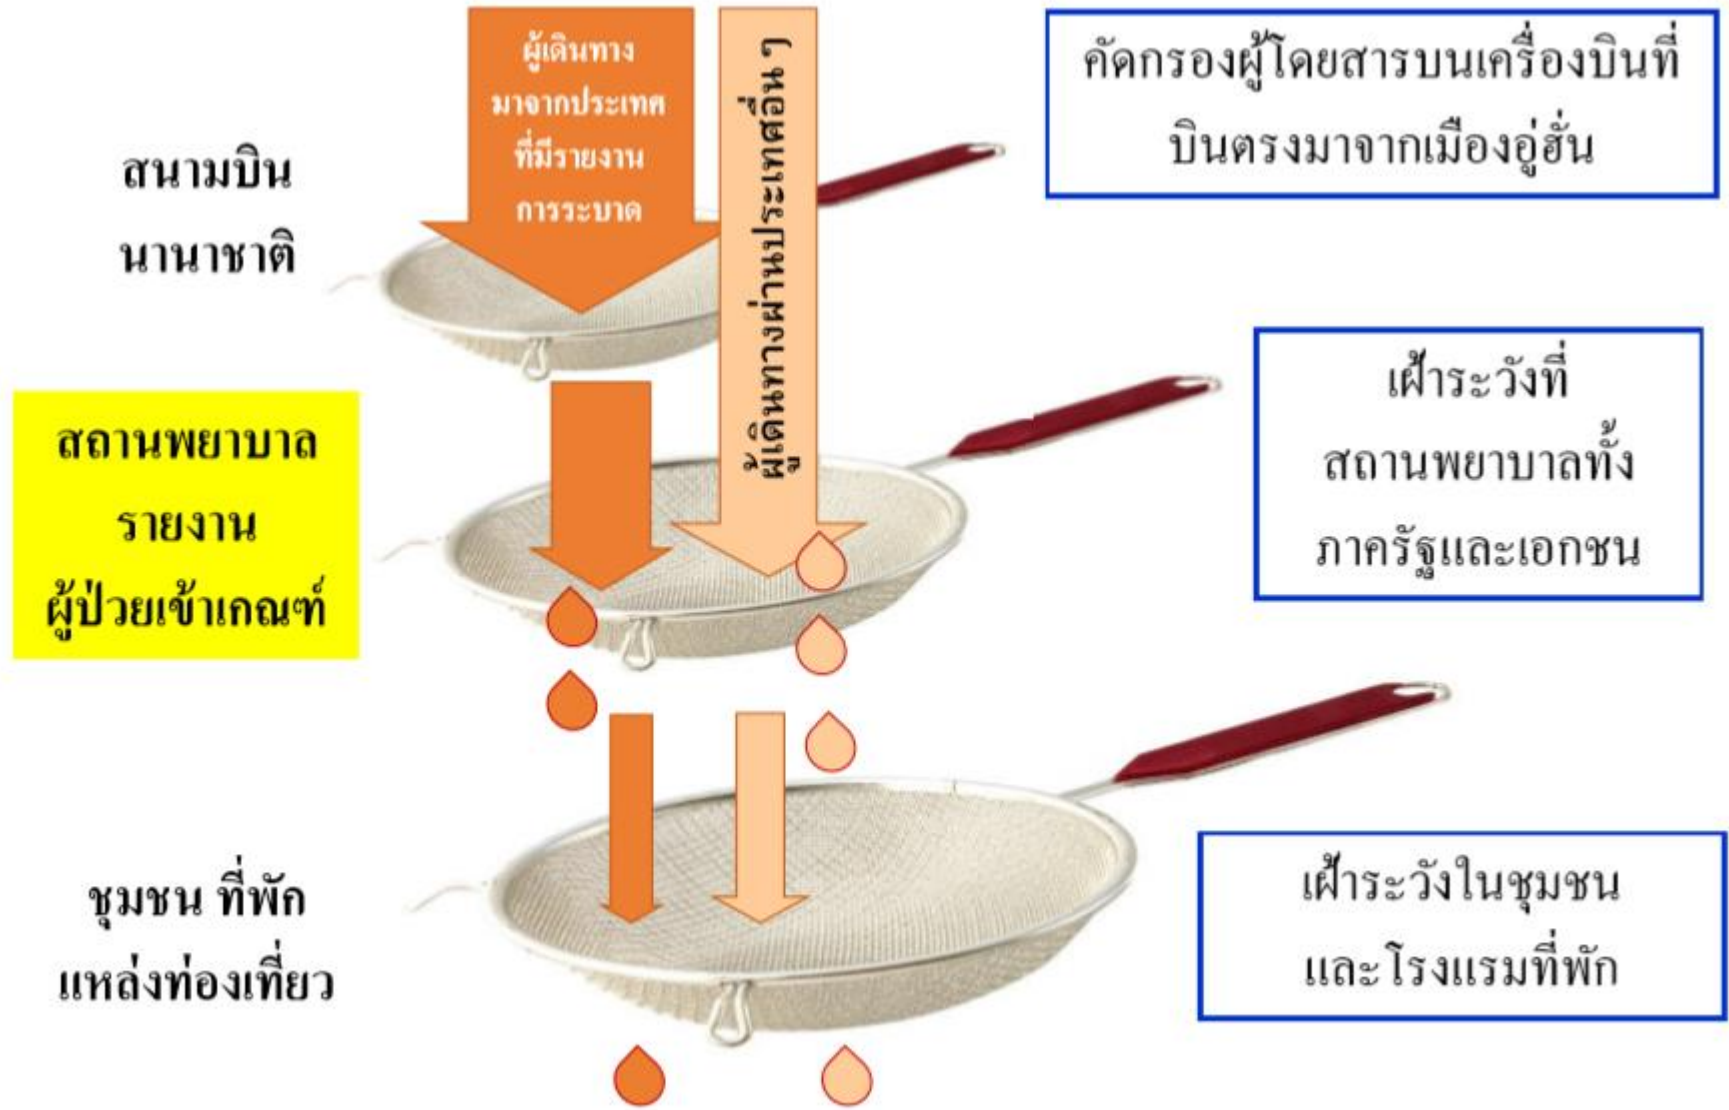 ผู้เดินทาง
มาจากประเทศ
ที่มีรายงาน
การระบาด
ผู้เดินทางผ่านประเทศอื่น ๆ
คัดกรองผู้โดยสารบนเครื่องบินที่
บินตรงมาจากเมืองอู่ฮั่น
สนามบิน
นานาชาติ
เฝ้าระวังที่
สถานพยาบาลทั้ง
ภาครัฐและเอกชน
สถานพยาบาล
รายงาน
ผู้ป่วยเข้าเกณฑ์
ชุมชน ที่พัก
แหล่งท่องเที่ยว
เฝ้าระวังในชุมชน
และโรงแรมที่พัก